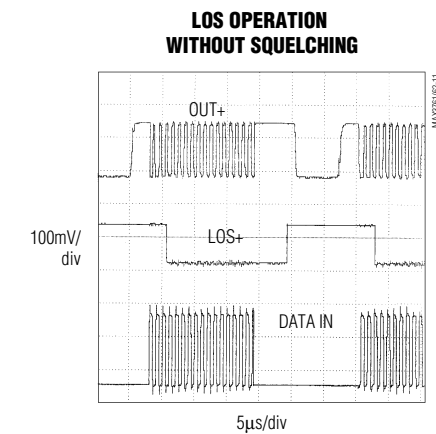 LOS OPERATION
WITHOUT SQUELCHING
OUT+
100mV/
div
LOS+
DATA IN
5µs/div